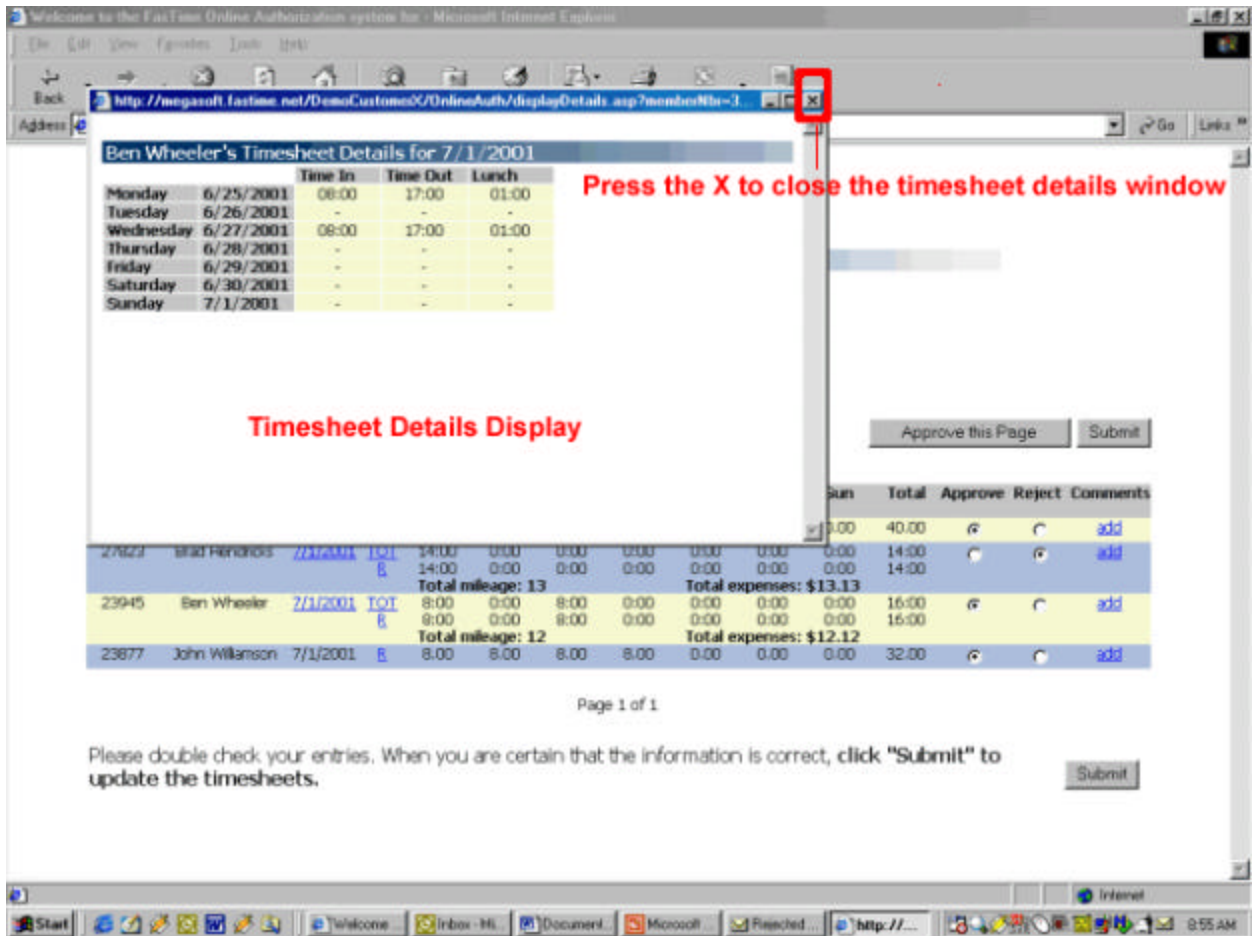 Welcome to the FasTime Online Authorization system for - Microsoft Internet Explorer
File Edit View Favorites Tools Help
Back
http://megasoft.fastime.net/DemoCustomerX/OnlineAuth/displayDetails.asp?memberNbr=3...
Address Go Links »
Ben Wheeler's Timesheet Details for 7/1/2001
Time In Time Out Lunch
Press the X to close the timesheet details window
Monday 6/25/2001 08:00 17:00 01:00
Tuesday 6/26/2001 - - -
Wednesday 6/27/2001 08:00 17:00 01:00
Thursday 6/28/2001 - - -
Friday 6/29/2001 - - -
Saturday 6/30/2001 - - -
Sunday 7/1/2001 - - -
Timesheet Details Display
Approve this Page Submit
Sun Total Approve Reject Comments
0.00 40.00 add
27823 Brad Hendricks 7/1/2001 TOT 14:00 0:00 0:00 0:00 0:00 0:00 0:00 14:00 add
R 14:00 0:00 0:00 0:00 0:00 0:00 0:00 14:00
Total mileage: 13 Total expenses: $13.13
23945 Ben Wheeler 7/1/2001 TOT 8:00 0:00 8:00 0:00 0:00 0:00 0:00 16:00 add
R 8:00 0:00 8:00 0:00 0:00 0:00 0:00 16:00
Total mileage: 12 Total expenses: $12.12
23877 John Williamson 7/1/2001 R 8.00 8.00 8.00 8.00 0.00 0.00 0.00 32.00 add
Page 1 of 1
Please double check your entries. When you are certain that the information is correct, click "Submit" to
update the timesheets.
Submit
Internet
Start Welcome ... Inbox - Mi... Document... Microsoft ... Rejected ... http://... 8:55 AM